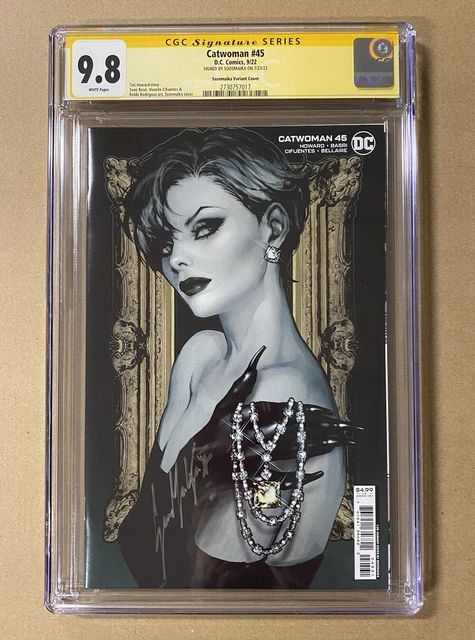 CGC Signature SERIES
9.8
WHITE Pages
Catwoman #45
D.C. Comics, 9/22
SIGNED BY SOZOMAIKA ON 7/23/22
Sozomaika Variant Cover
Tini Howard story
Sami Basri, Vicente Cifuentes &
Robbi Rodriguez art, Sozomaika cover
2730757017
CATWOMAN 45
HOWARD • BASRI
CIFUENTES • BELLAIRE
DC
$4.99